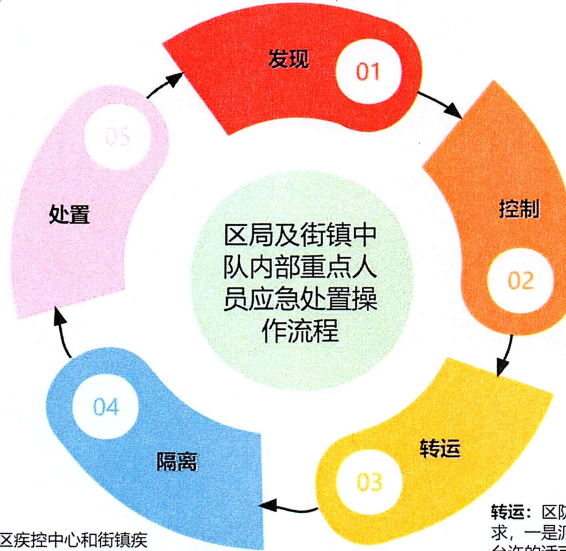 发现
01
控制
02
区局及街镇中
队内部重点人
员应急处置操
作流程
处置
05
04
隔离
转运
03
区疾控中心和街镇疾
转运：区防
求，一是派